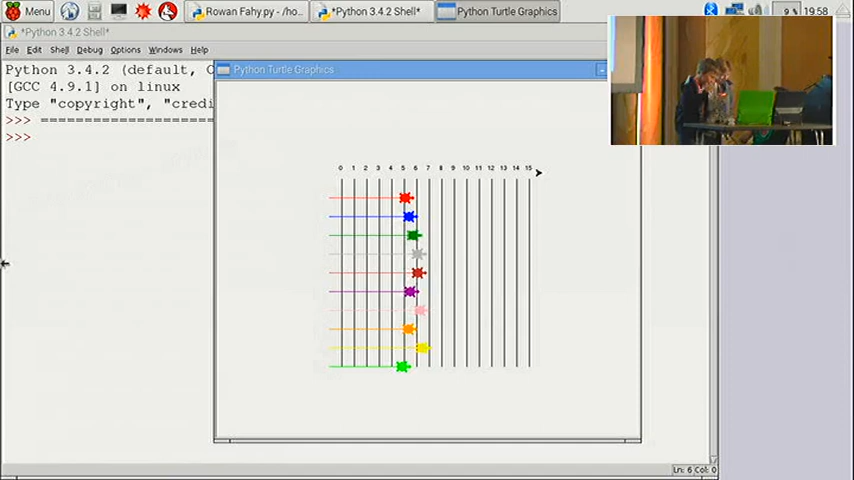 Menu
Rowan Fahy.py - /ho...
*Python 3.4.2 Shell*
Python Turtle Graphics
9 %
19:58
*Python 3.4.2 Shell*
File Edit Shell Debug Options Windows Help
Python 3.4.2 (default, O
[GCC 4.9.1] on linux
Type "copyright", "credi
>>> =====================
>>>
Python Turtle Graphics
0 1 2 3 4 5 6 7 8 9 10 11 12 13 14 15
Ln: 6 Col: 0